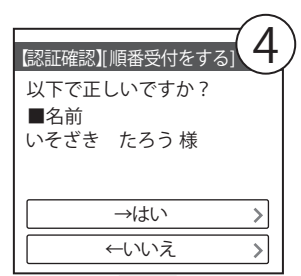 【認証確認】[順番受付をする]
④
以下で正しいですか？
■名前
いそざき　たろう 様
→はい >
←いいえ >